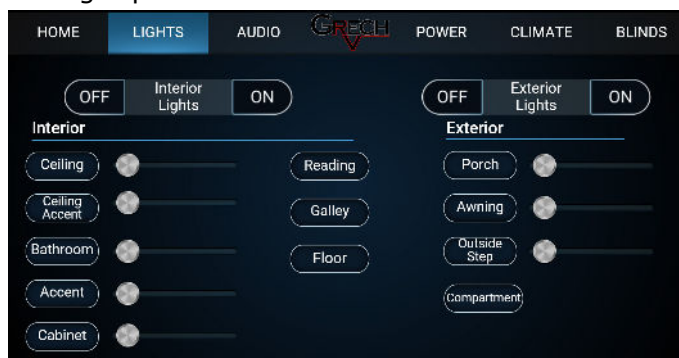 HOME LIGHTS AUDIO GRECH POWER CLIMATE BLINDS
OFF Interior Lights ON OFF Exterior Lights ON
Interior Exterior
Ceiling Reading Porch
Ceiling Accent Galley Awning
Bathroom Floor Outside Step
Accent Compartment
Cabinet